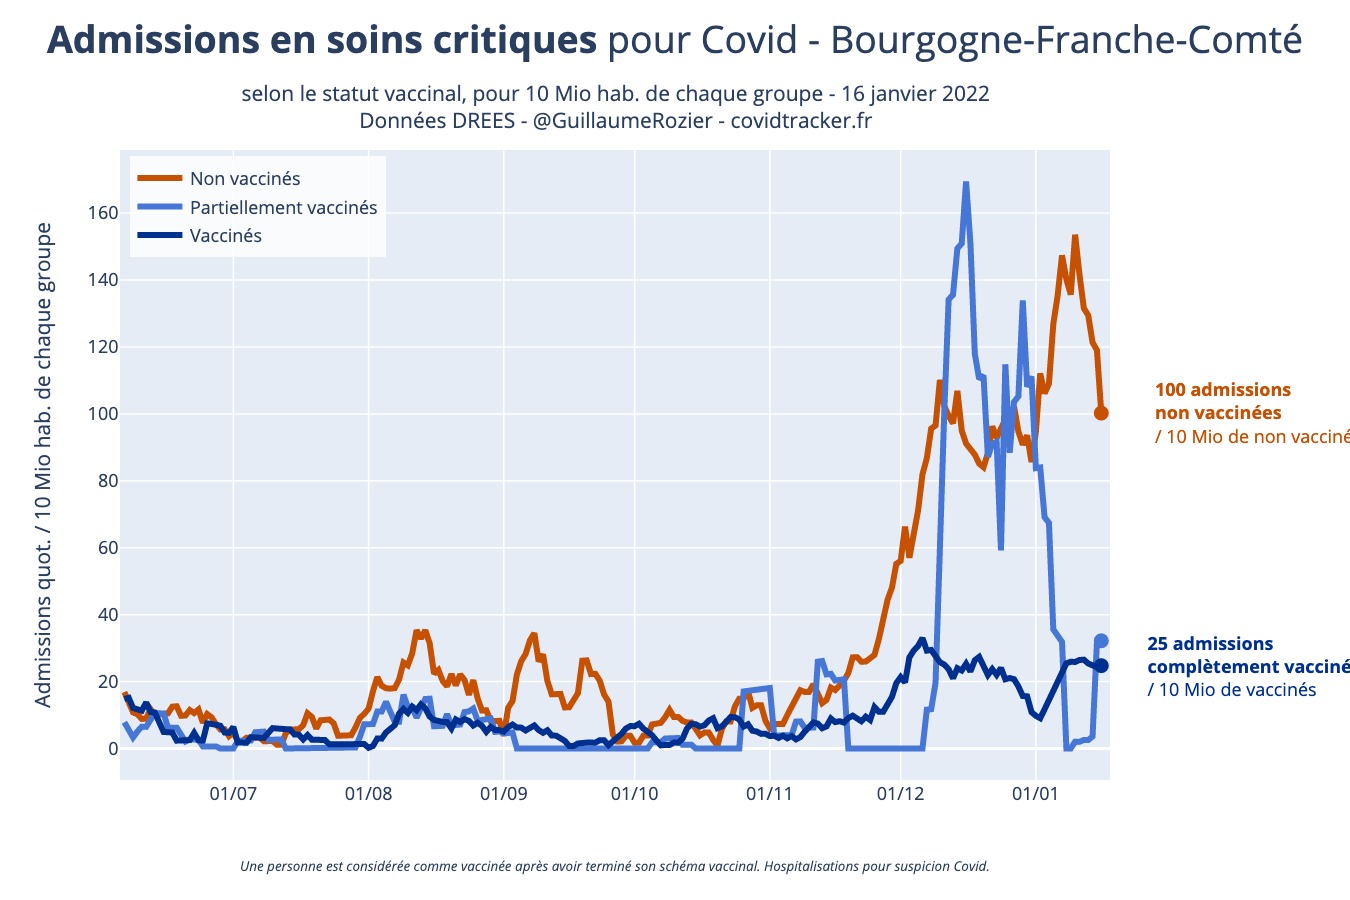 Admissions en soins critiques pour Covid - Bourgogne-Franche-Comté
selon le statut vaccinal, pour 10 Mio hab. de chaque groupe - 16 janvier 2022
Données DREES - @GuillaumeRozier - covidtracker.fr
Non vaccinés
Partiellement vaccinés
Vaccinés
Admissions quot. / 10 Mio hab. de chaque groupe
160
140
120
100
80
60
40
20
0
01/07
01/08
01/09
01/10
01/11
01/12
01/01
100 admissions
non vaccinées
/ 10 Mio de non vacciné
25 admissions
complètement vacciné
/ 10 Mio de vaccinés
Une personne est considérée comme vaccinée après avoir terminé son schéma vaccinal. Hospitalisations pour suspicion Covid.